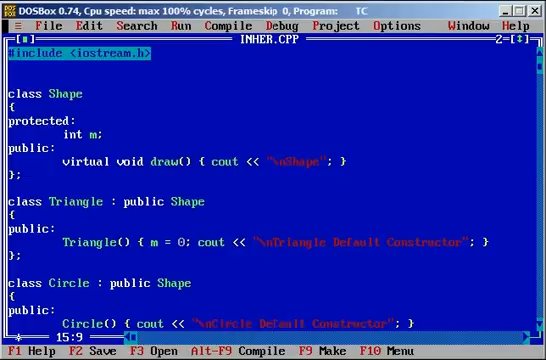 DOSBox 0.74, Cpu speed: max 100% cycles, Frameskip 0, Program: TC
File Edit Search Run Compile Debug Project Options Window Help
INHER.CPP 2
#include <iostream.h>
class Shape
{
protected:
int m;
public:
virtual void draw() { cout << "\nShape"; }
};
class Triangle : public Shape
{
public:
Triangle() { m = 0; cout << "\nTriangle Default Constructor"; }
};
class Circle : public Shape
{
public:
Circle() { cout << "\nCircle Default Constructor"; }
15:9
F1 Help F2 Save F3 Open Alt-F9 Compile F9 Make F10 Menu